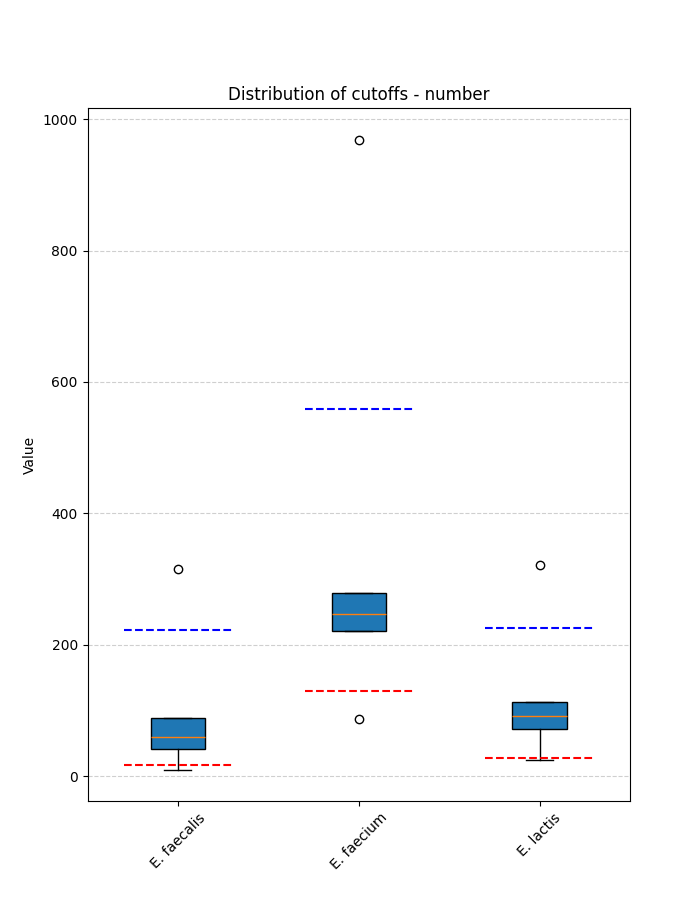 Distribution of cutoffs - number
1000
800
600
400
200
0
Value
E. faecalis
E. faecium
E. lactis